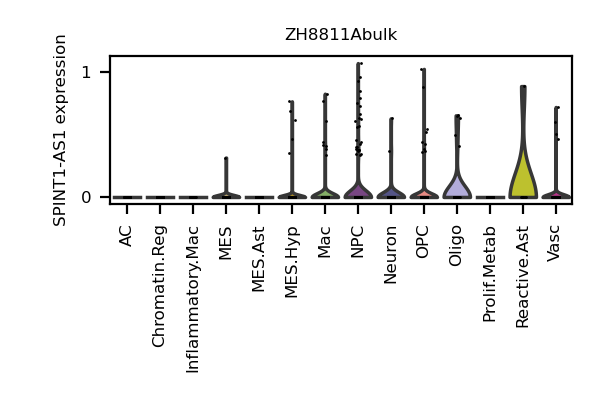 ZH8811Abulk
SPINT1-AS1 expression
1
0
AC
Chromatin.Reg
Inflammatory.Mac
MES
MES.Ast
MES.Hyp
Mac
NPC
Neuron
OPC
Oligo
Prolif.Metab
Reactive.Ast
Vasc